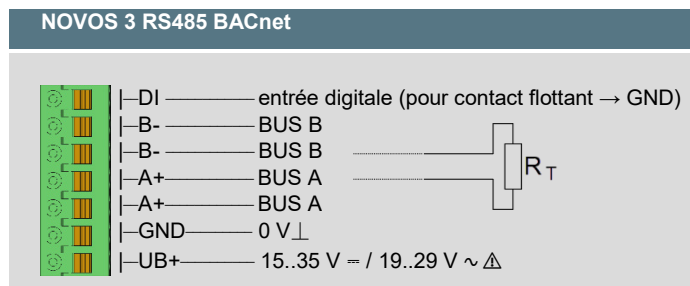 NOVOS 3 RS485 BACnet
DI entrée digitale (pour contact flottant → GND)
B- BUS B
B- BUS B
A+ BUS A
A+ BUS A
GND 0 V⊥
UB+ 15..35 V ⎓ / 19..29 V ∿ ⚠
RT